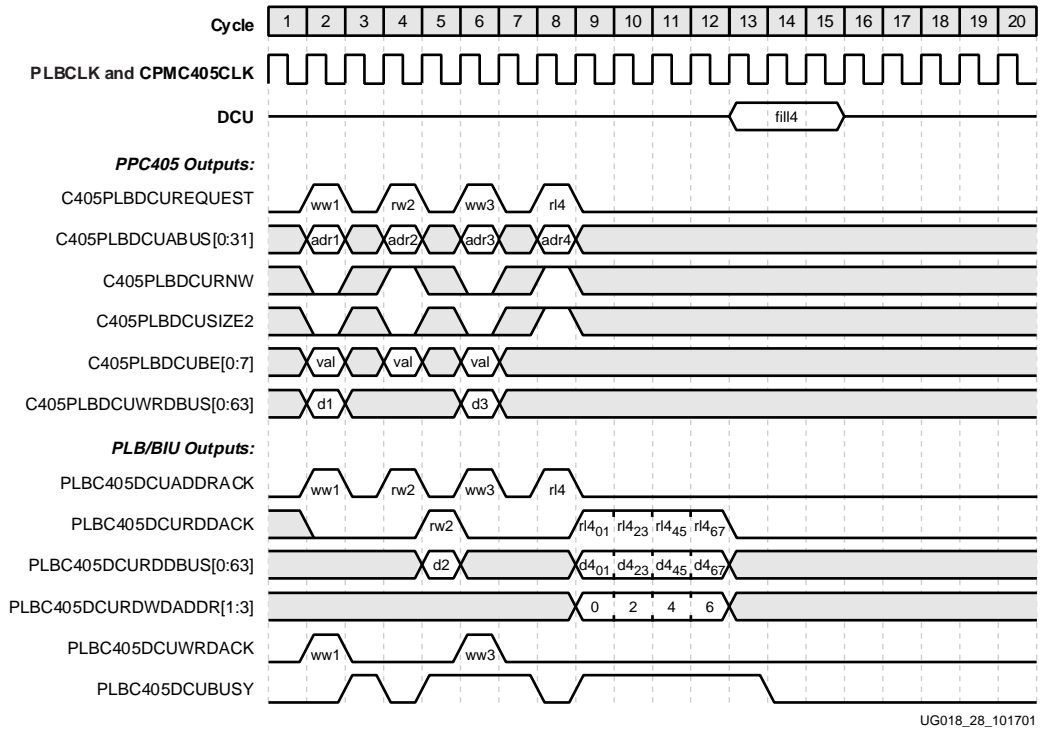 Cycle 1 2 3 4 5 6 7 8 9 10 11 12 13 14 15 16 17 18 19 20
PLBCLK and CPMC405CLK
DCU fill4
PPC405 Outputs:
C405PLBDCUREQUEST ww1 rw2 ww3 rl4
C405PLBDCUABUS[0:31] adr1 adr2 adr3 adr4
C405PLBDCURNW
C405PLBDCUSIZE2
C405PLBDCUBE[0:7] val val val
C405PLBDCUWRDBUS[0:63] d1 d3
PLB/BIU Outputs:
PLBC405DCUADDRACK ww1 rw2 ww3 rl4
PLBC405DCURDDACK rw2 rl401 rl423 rl445 rl467
PLBC405DCURDDBUS[0:63] d2 d401 d423 d445 d467
PLBC405DCURDWDADDR[1:3] 0 2 4 6
PLBC405DCUWRDACK ww1 ww3
PLBC405DCUBUSY
UG018_28_101701